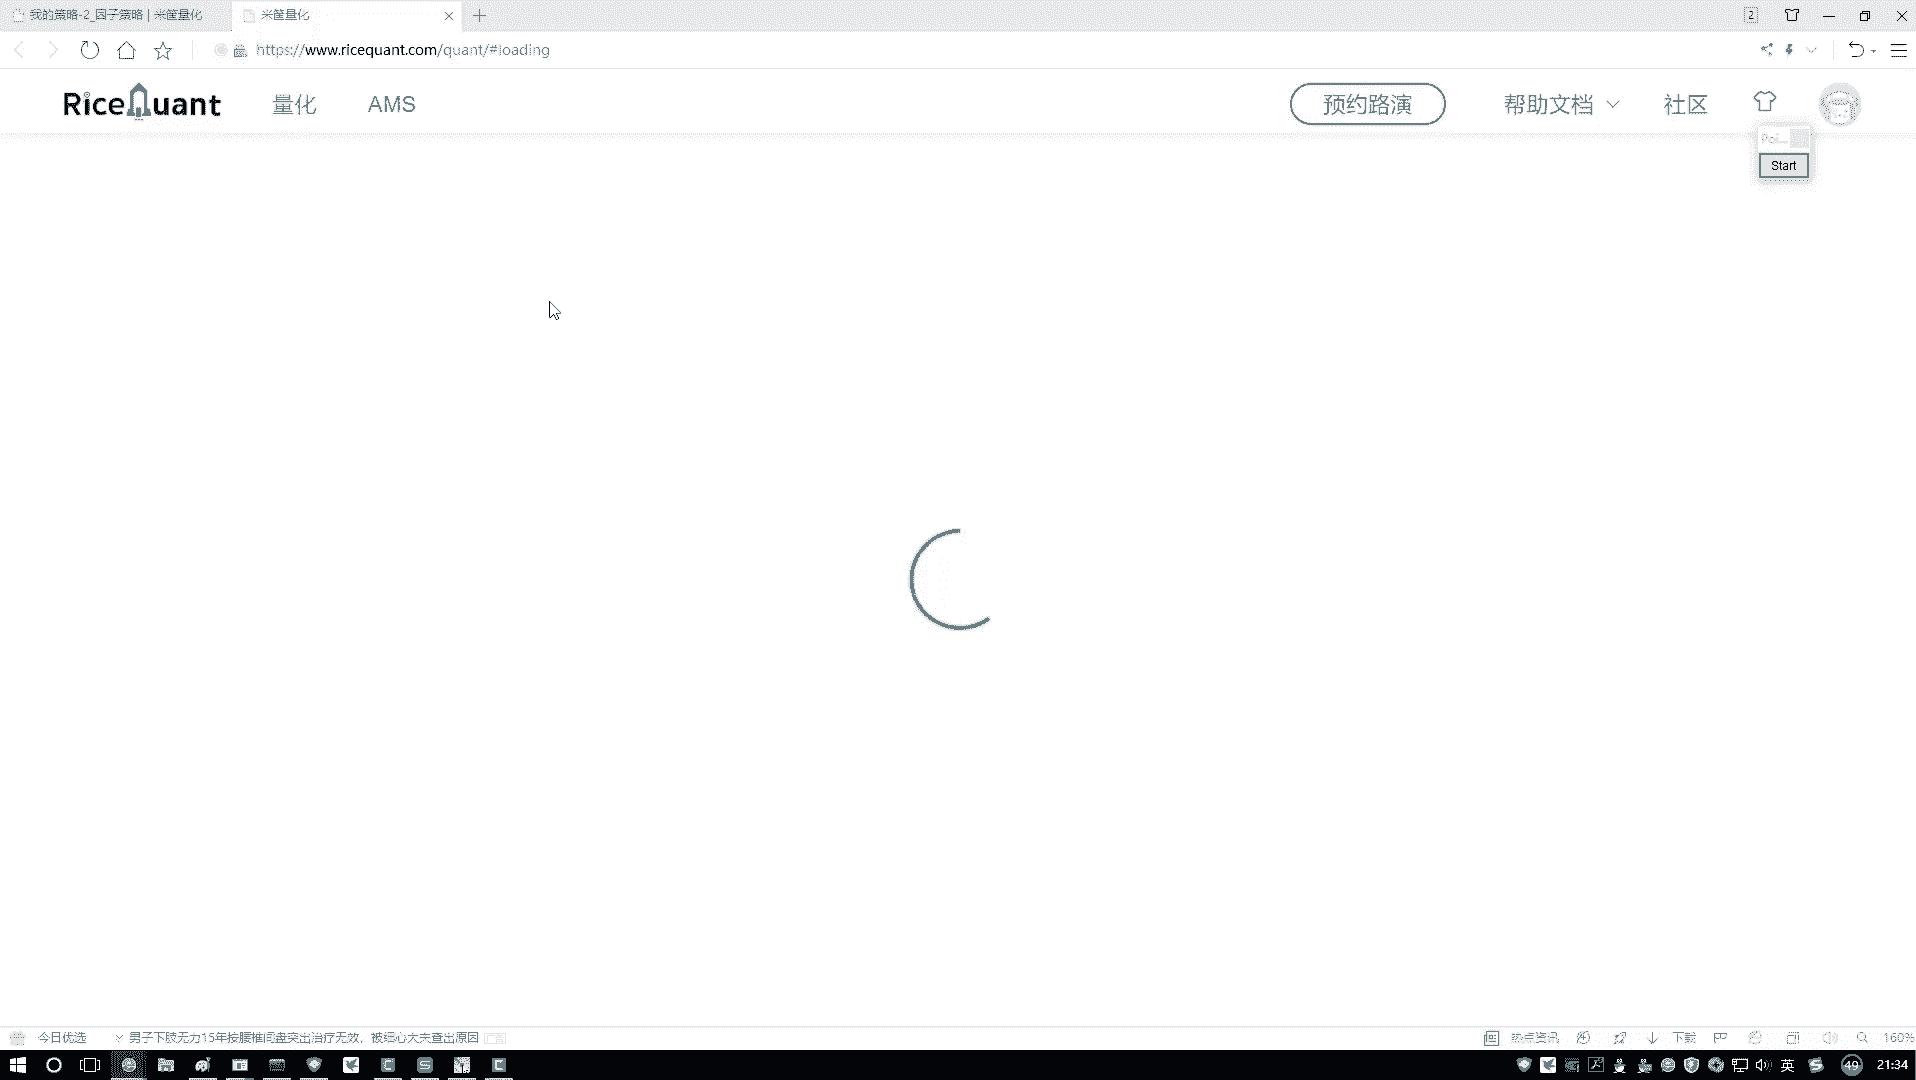 我的策略-2_因子策略 | 米筐量化
米筐量化
2
https://www.ricequant.com/quant/#loading
RiceQuant
量化
AMS
预约路演
帮助文档
社区
Start
今日优选
男子下肢无力15年按腰椎间盘突出治疗无效，被细心大夫查出原因
热点资讯
下载
160%
英
49
21:34